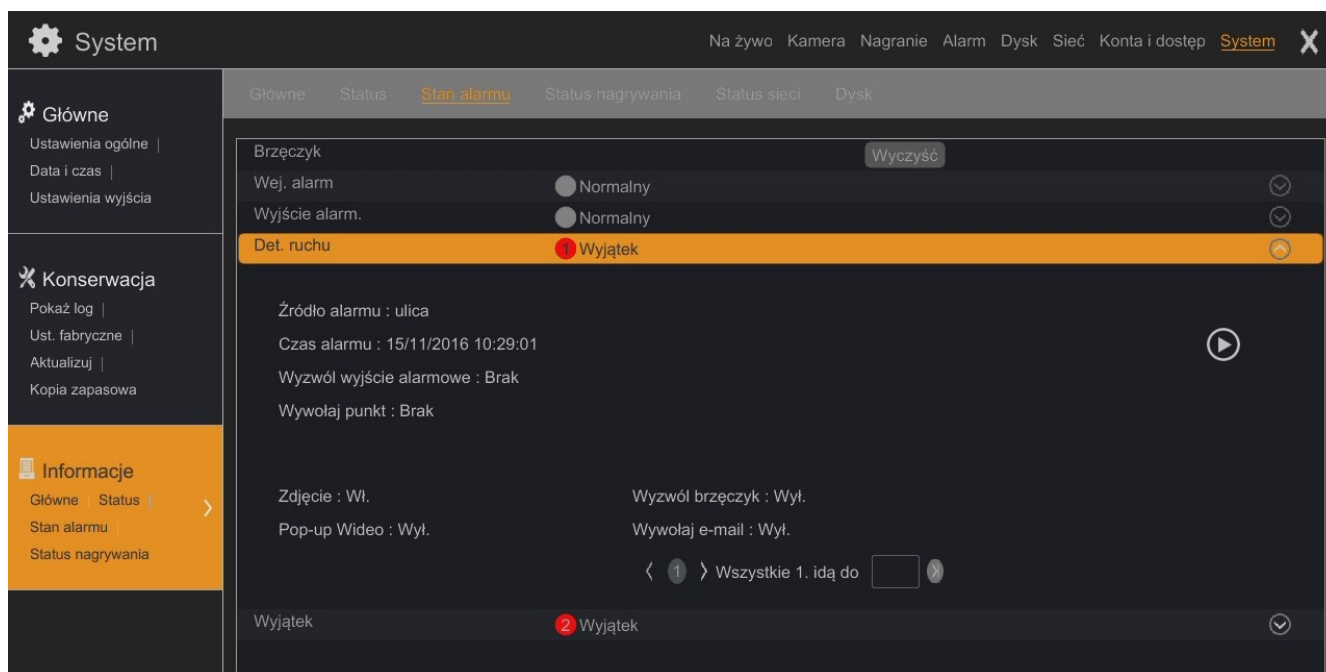 System
Na żywo Kamera Nagranie Alarm Dysk Sieć Konta i dostęp System X
Główne
Ustawienia ogólne |
Data i czas |
Ustawienia wyjścia
Konserwacja
Pokaż log |
Ust. fabryczne |
Aktualizuj |
Kopia zapasowa
Informacje
Główne | Status |
Stan alarmu |
Status nagrywania
Główne Status Stan alarmu Status nagrywania Status sieci Dysk
Brzęczyk Wyczyść
Wej. alarm Normalny
Wyjście alarm. Normalny
Det. ruchu 1 Wyjątek
Źródło alarmu : ulica
Czas alarmu : 15/11/2016 10:29:01
Wyzwól wyjście alarmowe : Brak
Wywołaj punkt : Brak
Zdjęcie : Wł. Wyzwól brzęczyk : Wył.
Pop-up Wideo : Wył. Wywołaj e-mail : Wył.
1 Wszystkie 1. idą do
Wyjątek 2 Wyjątek